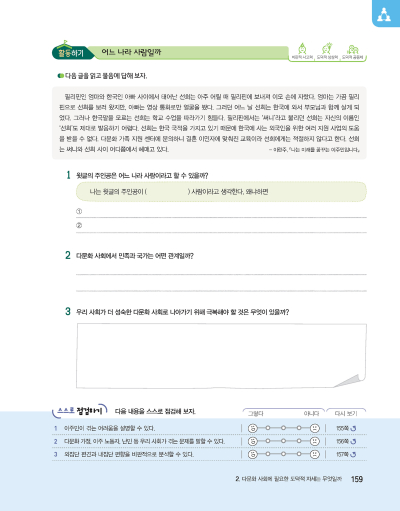 활동하기 어느 나라 사람일까
비판적 사고력 도덕적 상상력 도덕적 공동체
다음 글을 읽고 물음에 답해 보자.
필리핀인 엄마와 한국인 아빠 사이에서 태어난 선희는 아주 어릴 때 필리핀에 보내져 이모 손에 자랐다. 엄마는 가끔 필리
핀으로 선희를 보러 왔지만, 아빠는 영상 통화로만 얼굴을 봤다. 그러던 어느 날 선희는 한국에 와서 부모님과 함께 살게 되
었다. 그러나 한국말을 모르는 선희는 학교 수업을 따라가기 힘들다. 필리핀에서는 '써니'라고 불리던 선희는 자신의 이름인
'선희'도 제대로 발음하기 어렵다. 선희는 한국 국적을 가지고 있기 때문에 한국에 사는 외국인을 위한 여러 지원 사업의 도움
을 받을 수 없다. 다문화 가족 지원 센터에 문의하니 결혼 이민자에 맞춰진 교육이라 선희에게는 적절하지 않다고 한다. 선희
는 써니와 선희 사이 어디쯤에서 헤매고 있다.
- 이란주, 『나는 미래를 꿈꾸는 이주민입니다』
1 윗글의 주인공은 어느 나라 사람이라고 할 수 있을까?
나는 윗글의 주인공이 ( ) 사람이라고 생각한다. 왜냐하면
①
②
2 다문화 사회에서 민족과 국가는 어떤 관계일까?
3 우리 사회가 더 성숙한 다문화 사회로 나아가기 위해 극복해야 할 것은 무엇이 있을까?
스스로 점검하기 다음 내용을 스스로 점검해 보자. 그렇다 아니다 다시 보기
1 이주민이 겪는 어려움을 설명할 수 있다. 155쪽
2 다문화 가정, 이주 노동자, 난민 등 우리 사회가 겪는 문제를 말할 수 있다. 156쪽
3 외집단 편견과 내집단 편향을 비판적으로 분석할 수 있다. 157쪽
2. 다문화 사회에 필요한 도덕적 자세는 무엇일까 159